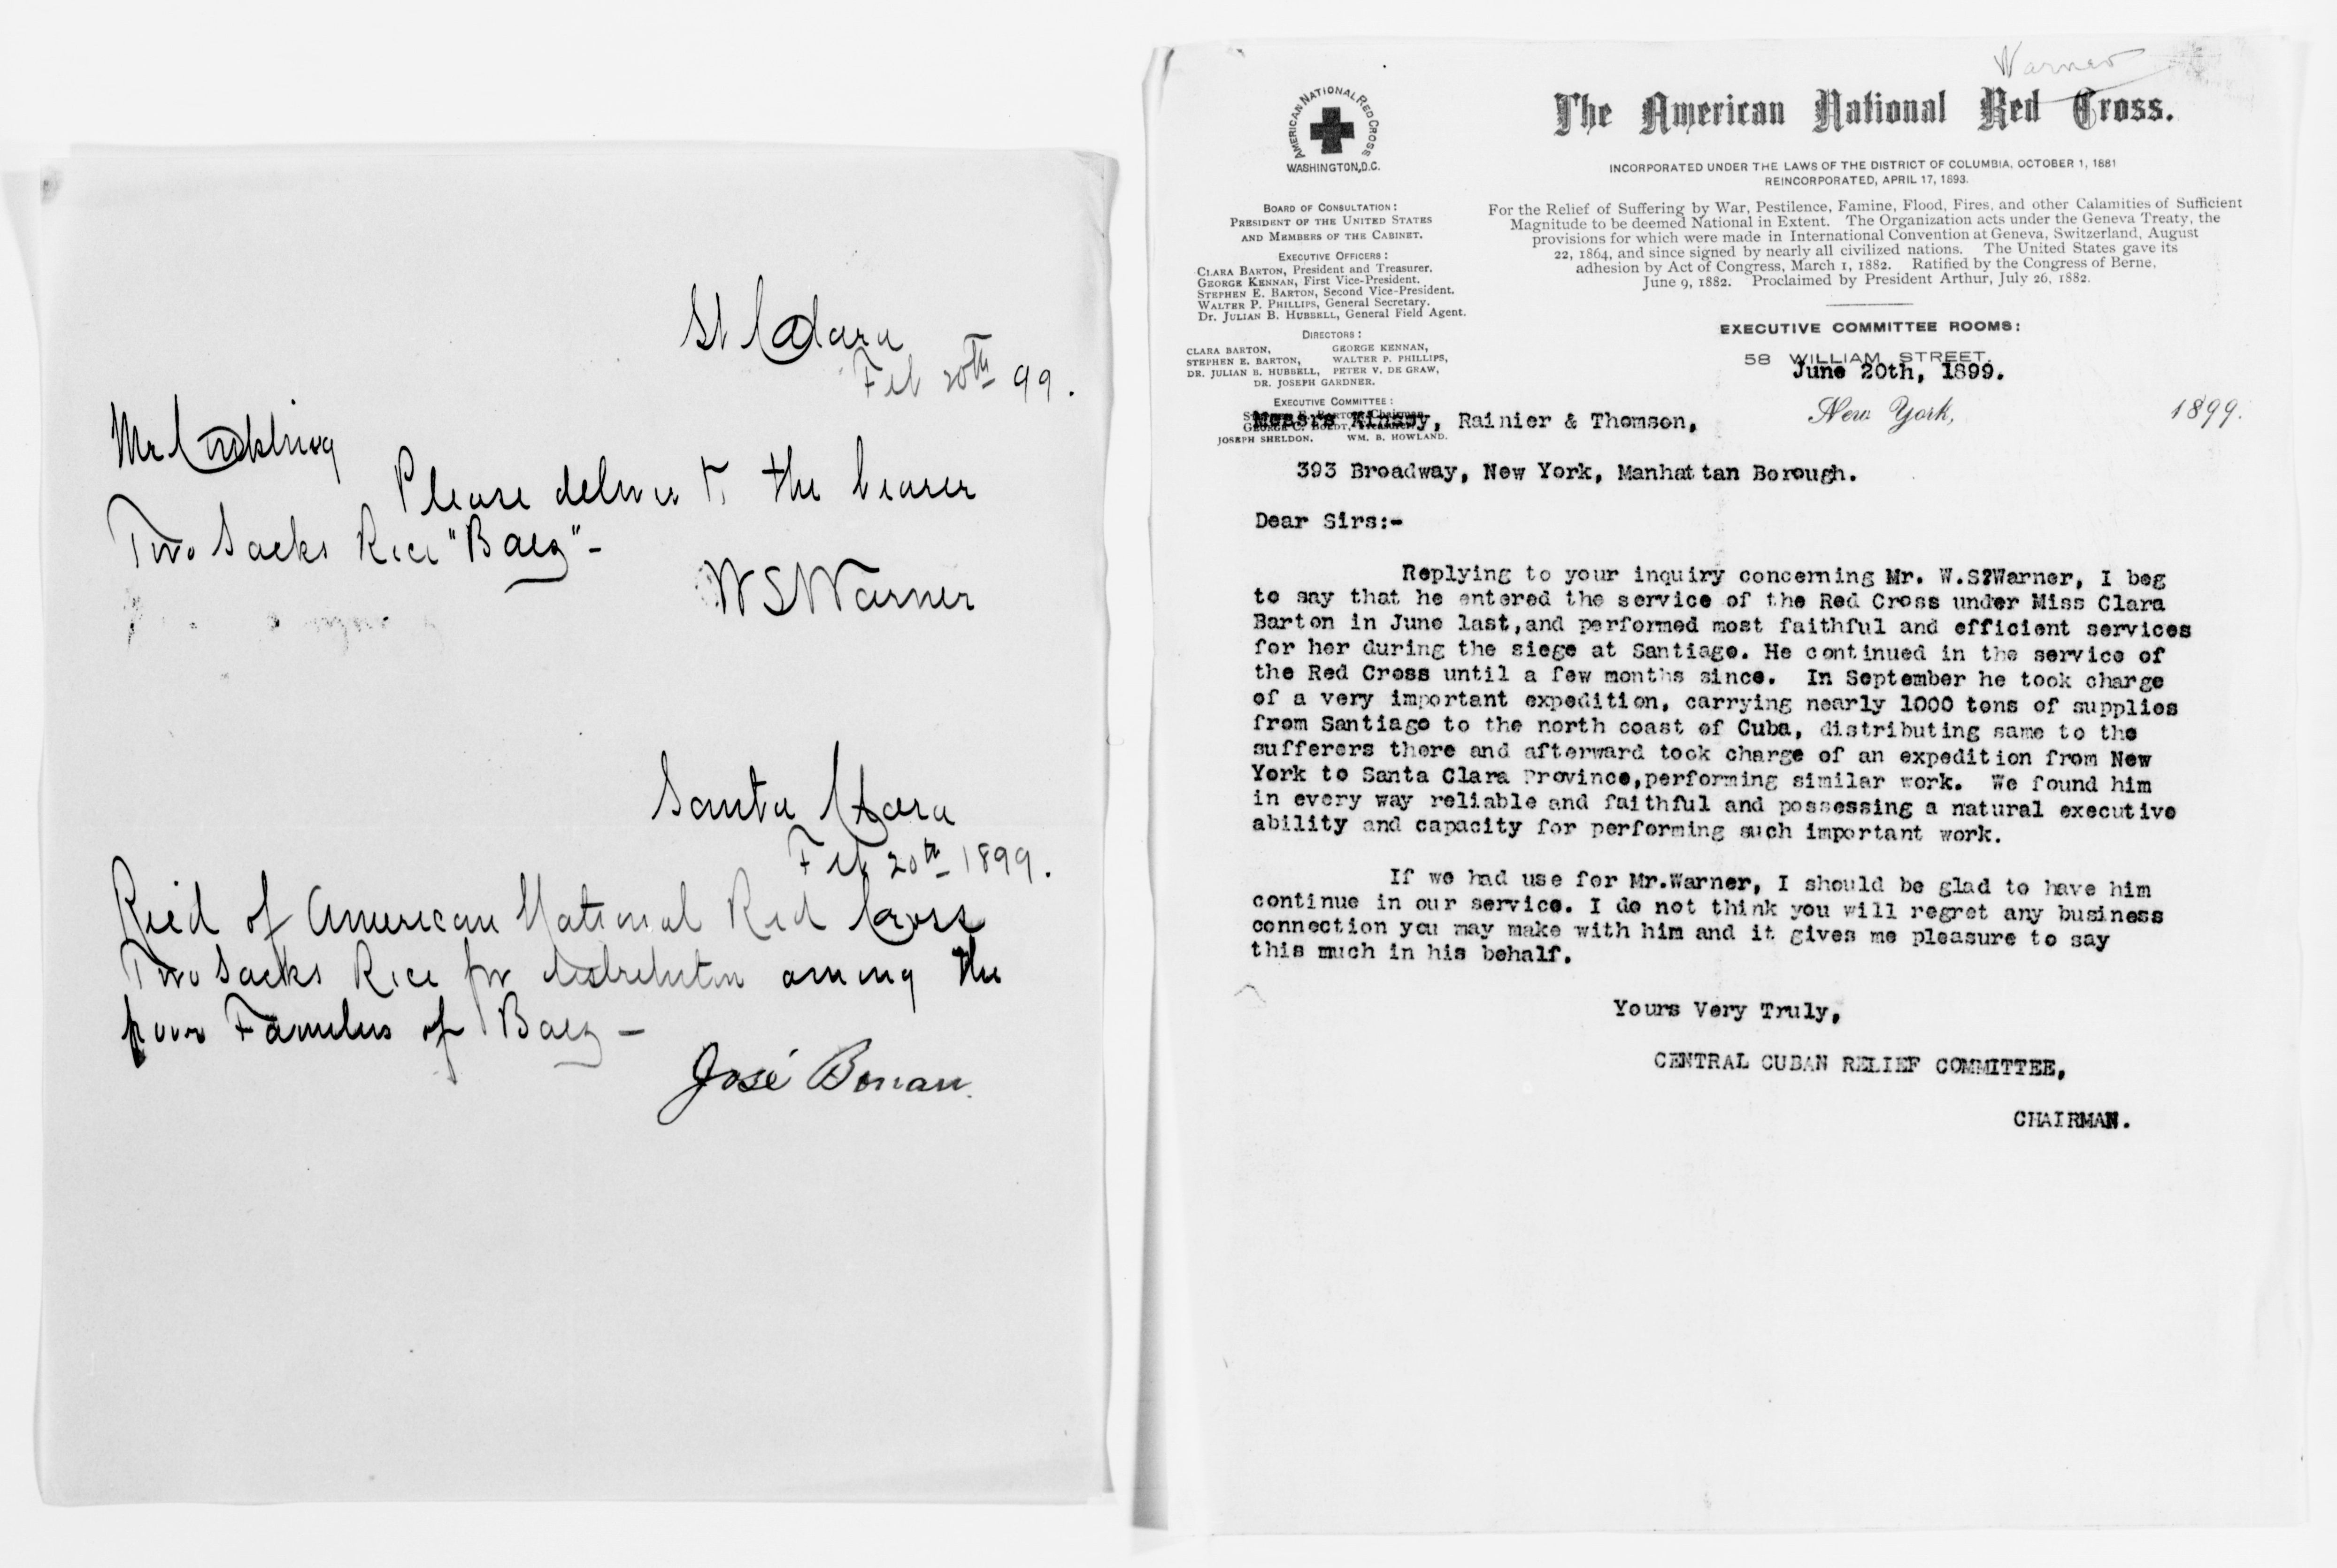 St Clara
Feb 20th 99.
Mr
Please deliver to the bearer
Two Sacks Rice "Baez" -
W S Warner
Santa Clara
Feb 20th 1899.
Rec'd of American National Red Cross
Two Sacks Rice for distribution among the
poor Families of Baez -
José Bonan
Warner
AMERICAN NATIONAL RED CROSS
WASHINGTON, D.C.
The American National Red Cross.
INCORPORATED UNDER THE LAWS OF THE DISTRICT OF COLUMBIA, OCTOBER 1, 1881
REINCORPORATED, APRIL 17, 1893.
For the Relief of Suffering by War, Pestilence, Famine, Flood, Fires, and other Calamities of Sufficient
Magnitude to be deemed National in Extent. The Organization acts under the Geneva Treaty, the
provisions for which were made in International Convention at Geneva, Switzerland, August
22, 1864, and since signed by nearly all civilized nations. The United States gave its
adhesion by Act of Congress, March 1, 1882. Ratified by the Congress of Berne,
June 9, 1882. Proclaimed by President Arthur, July 26, 1882.
BOARD OF CONSULTATION:
PRESIDENT OF THE UNITED STATES
AND MEMBERS OF THE CABINET.
EXECUTIVE OFFICERS:
CLARA BARTON, President and Treasurer.
GEORGE KENNAN, First Vice-President.
STEPHEN E. BARTON, Second Vice-President.
WALTER P. PHILLIPS, General Secretary.
Dr. JULIAN B. HUBBELL, General Field Agent.
DIRECTORS:
CLARA BARTON, GEORGE KENNAN,
STEPHEN E. BARTON, WALTER P. PHILLIPS,
DR. JULIAN B. HUBBELL, PETER V. DE GRAW,
DR. JOSEPH GARDNER.
EXECUTIVE COMMITTEE:
STEPHEN E. BARTON, Chairman
GEORGE C. BOLDT, Treasurer
JOSEPH SHELDON, WM. B. HOWLAND.
EXECUTIVE COMMITTEE ROOMS:
58 WILLIAM STREET.
June 20th, 1899.
New York, 1899.
Messrs Kinsey, Rainier & Thomson,
393 Broadway, New York, Manhattan Borough.
Dear Sirs:-
Replying to your inquiry concerning Mr. W.S?Warner, I beg
to say that he entered the service of the Red Cross under Miss Clara
Barton in June last,and performed most faithful and efficient services
for her during the siege at Santiago. He continued in the service of
the Red Cross until a few months since. In September he took charge
of a very important expedition, carrying nearly 1000 tons of supplies
from Santiago to the north coast of Cuba, distributing same to the
sufferers there and afterward took charge of an expedition from New
York to Santa Clara Province,performing similar work. We found him
in every way reliable and faithful and possessing a natural executive
ability and capacity for performing such important work.
If we had use for Mr.Warner, I should be glad to have him
continue in our service. I do not think you will regret any business
connection you may make with him and it gives me pleasure to say
this much in his behalf.
Yours Very Truly,
CENTRAL CUBAN RELIEF COMMITTEE,
CHAIRMAN.